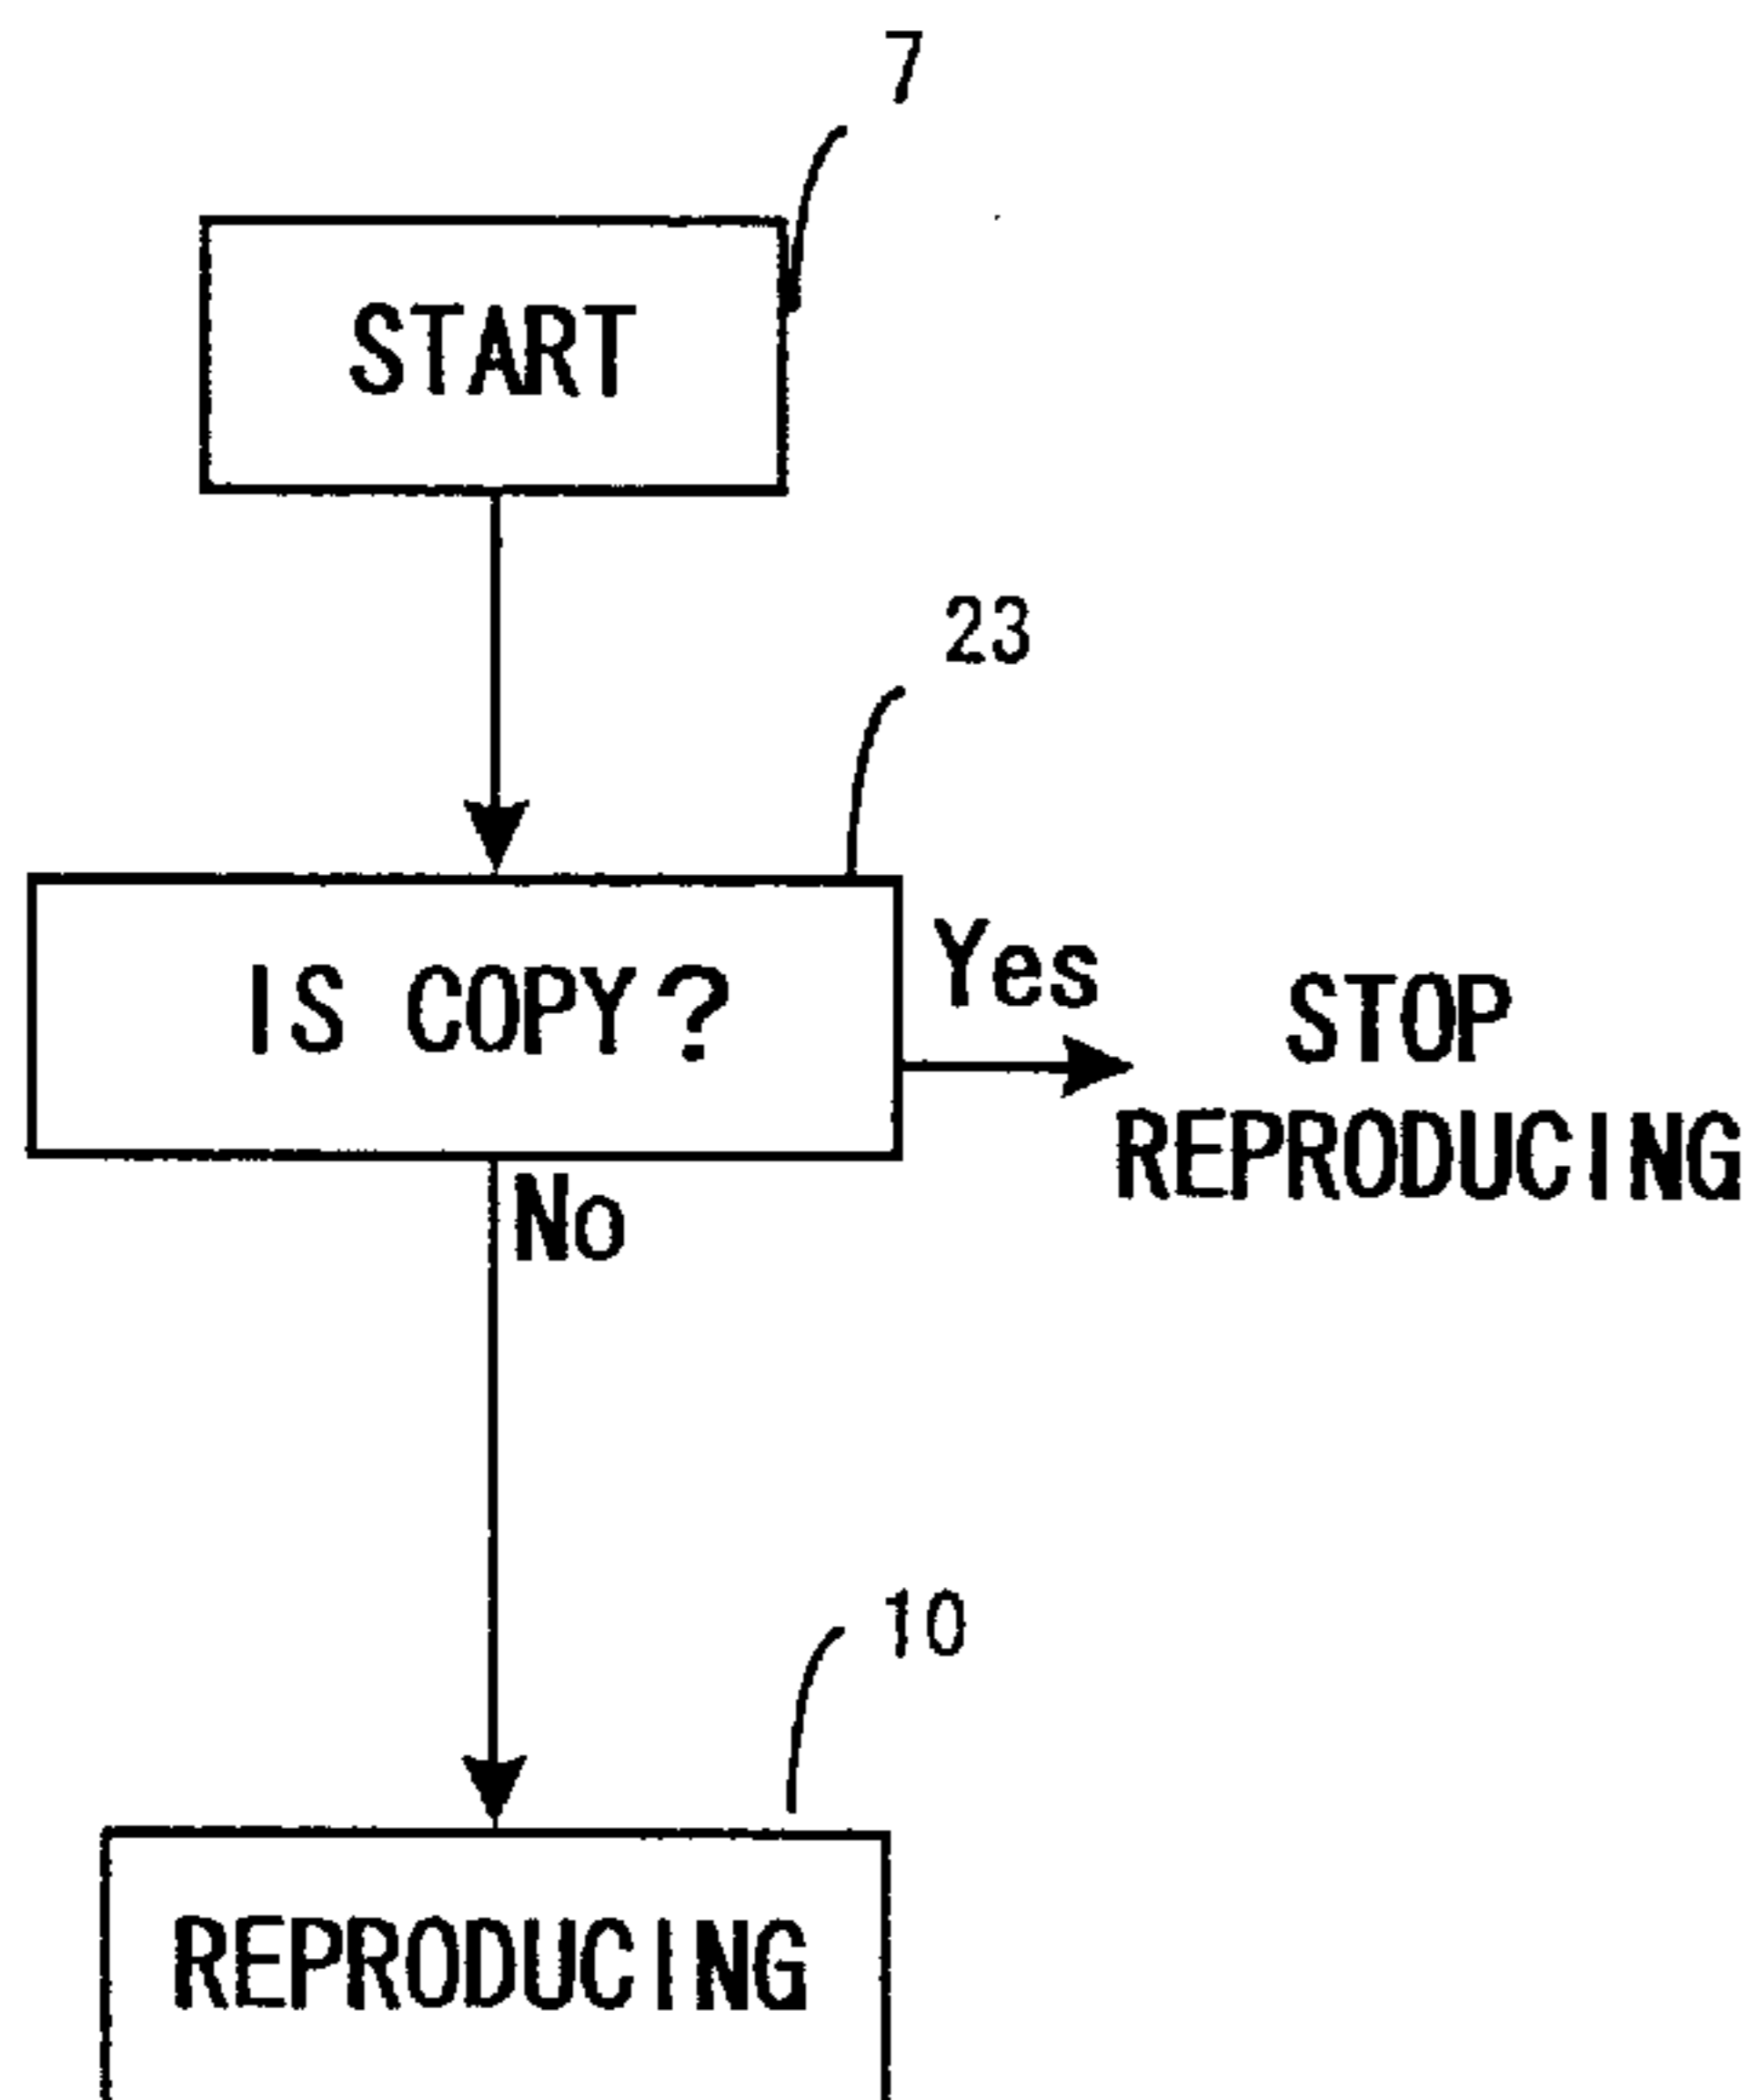 7
START
23
IS COPY?
Yes
STOP
REPRODUCING
No
10
REPRODUCING